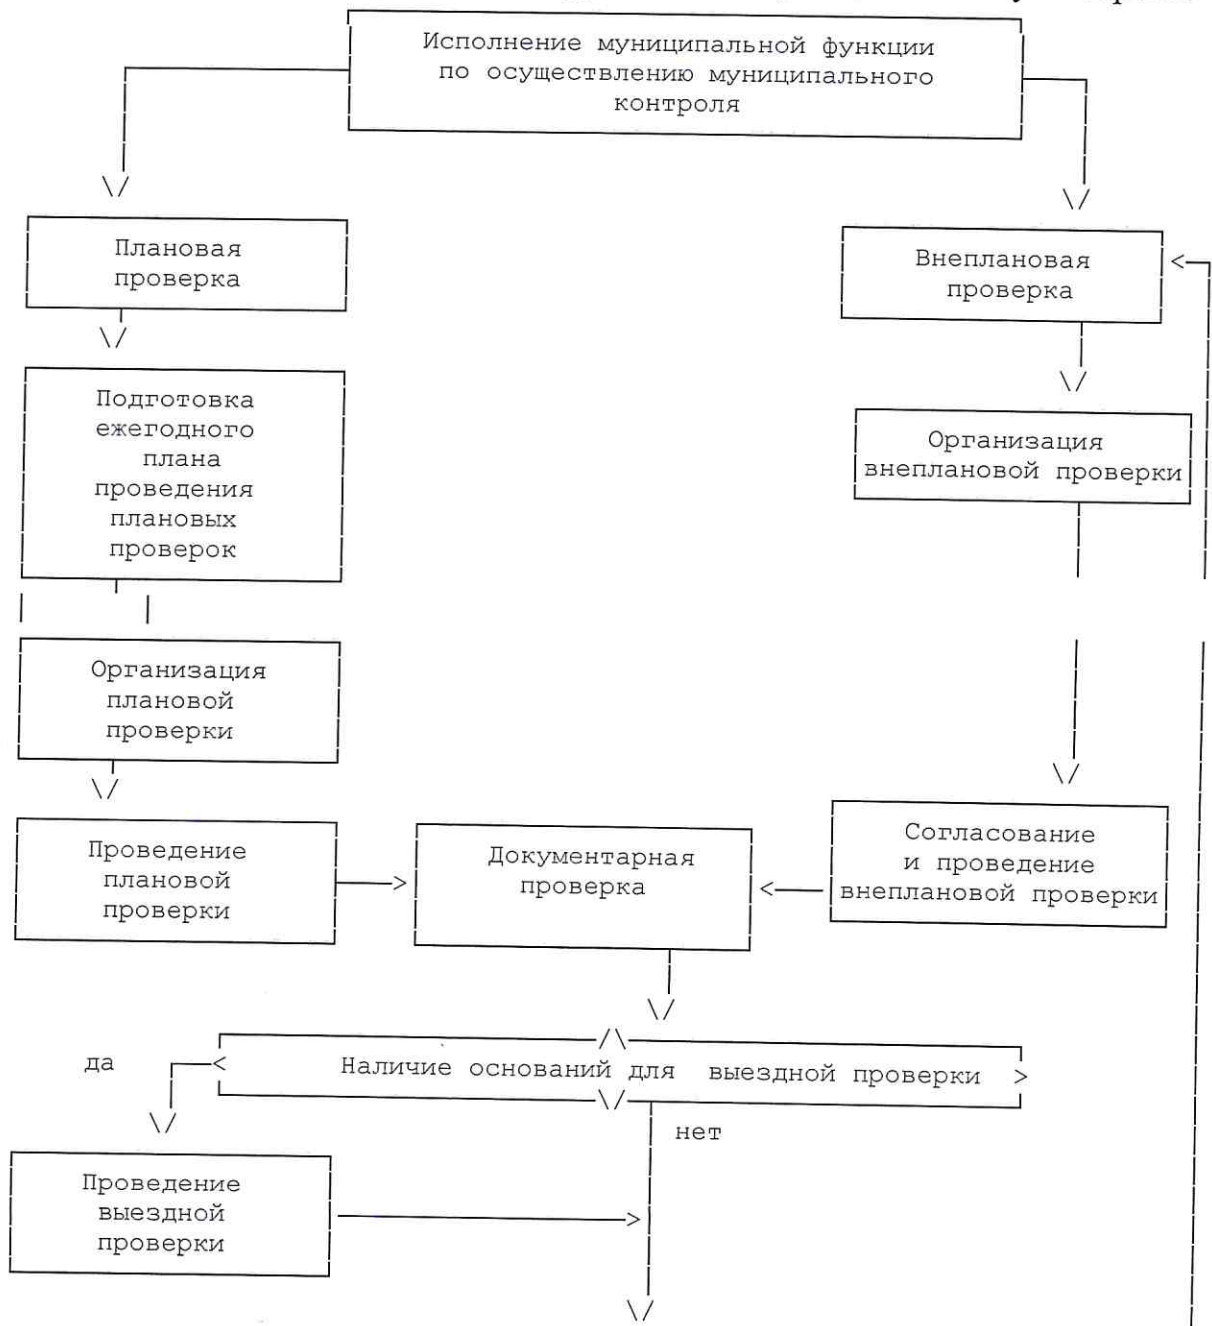 Исполнение муниципальной функции
по осуществлению муниципального
контроля
Плановая
проверка
Внеплановая
проверка
Подготовка
ежегодного
плана
проведения
плановых
проверок
Организация
внеплановой проверки
Организация
плановой
проверки
Проведение
плановой
проверки
Документарная
проверка
Согласование
и проведение
внеплановой проверки
да
Наличие оснований для выездной проверки
нет
Проведение
выездной
проверки